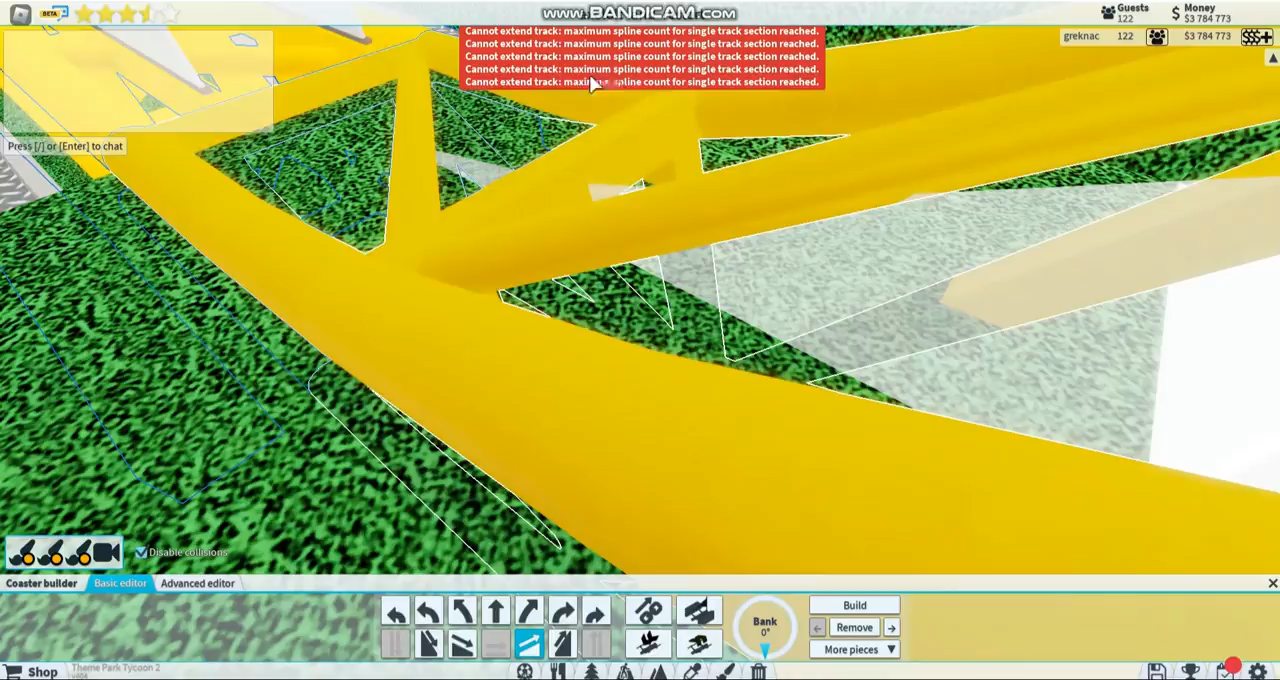 www.BANDICAM.com
BETA
Guests
122
Money
$3 784 773
greknac 122 $3 784 773 $$$+
Cannot extend track: maximum spline count for single track section reached.
Cannot extend track: maximum spline count for single track section reached.
Cannot extend track: maximum spline count for single track section reached.
Cannot extend track: maximum spline count for single track section reached.
Cannot extend track: maximum spline count for single track section reached.
Press [/] or [Enter] to chat
Disable collisions
Coaster builder Basic editor Advanced editor
Bank
0°
Build
Remove
More pieces
Shop
Theme Park Tycoon 2